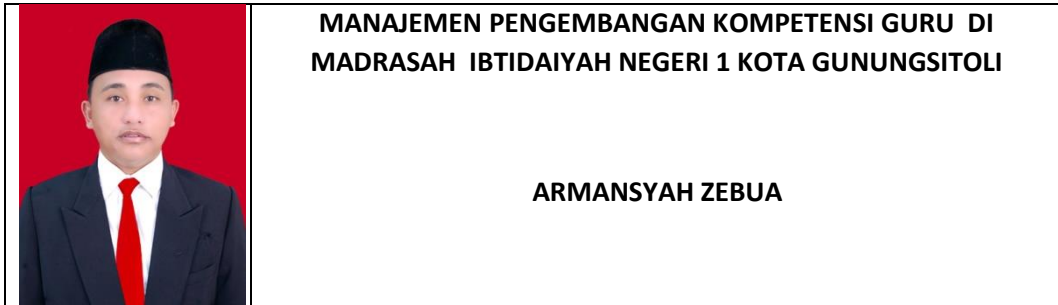 MANAJEMEN PENGEMBANGAN KOMPETENSI GURU DI
MADRASAH IBTIDAIYAH NEGERI 1 KOTA GUNUNGSITOLI
ARMANSYAH ZEBUA